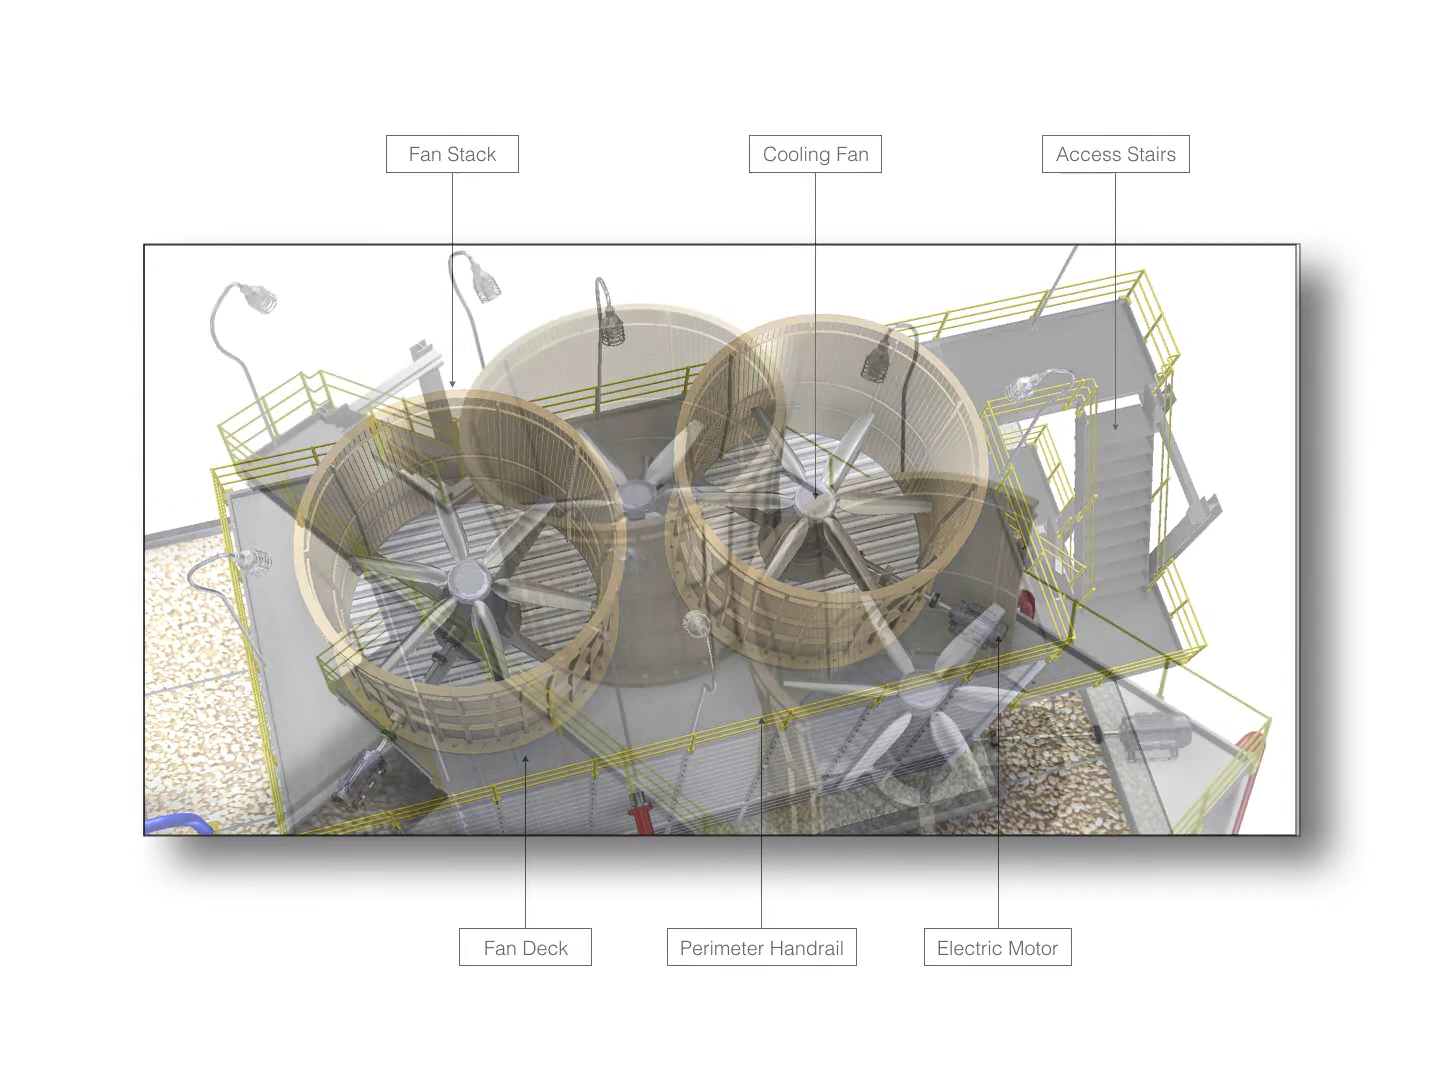 Fan Stack
Cooling Fan
Access Stairs
Fan Deck
Perimeter Handrail
Electric Motor